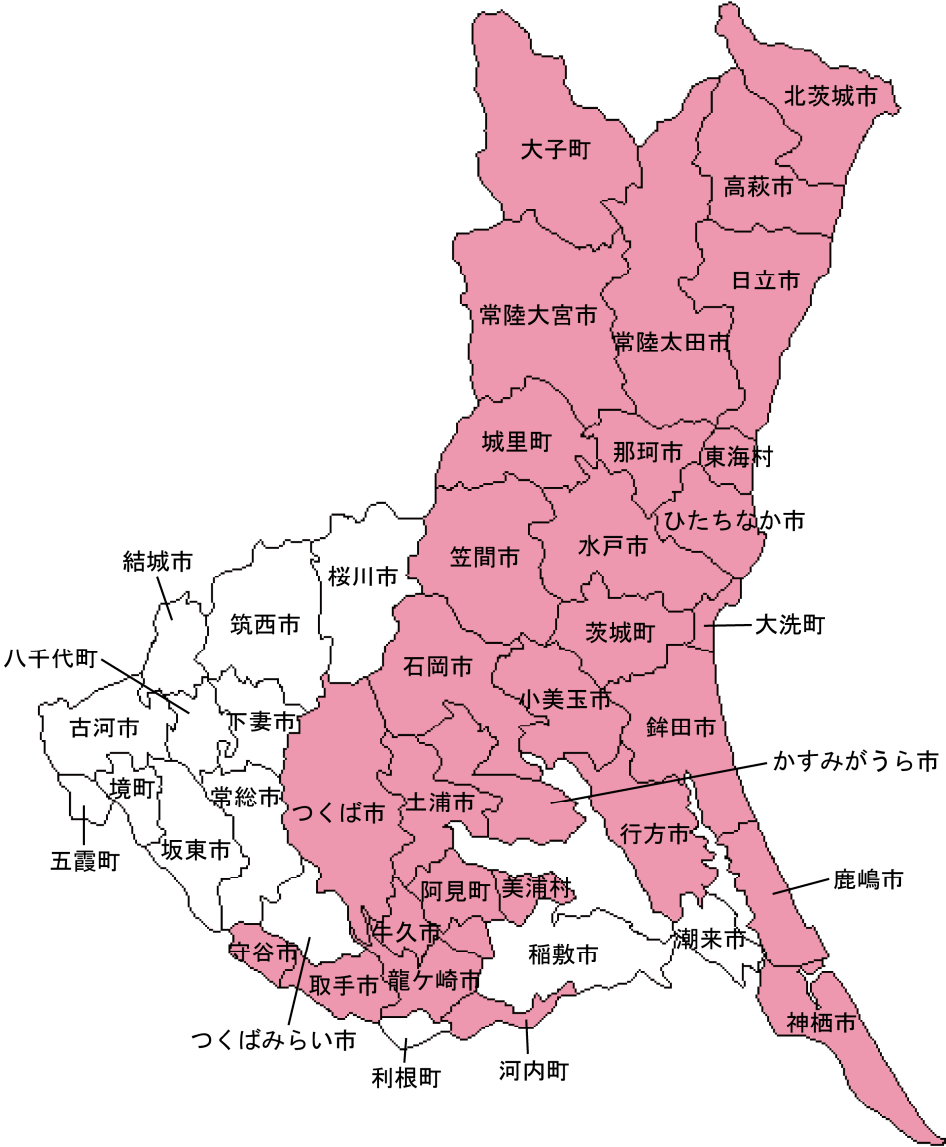 北茨城市
大子町
高萩市
日立市
常陸大宮市
常陸太田市
城里町
那珂市
東海村
ひたちなか市
水戸市
笠間市
結城市
桜川市
筑西市
大洗町
茨城町
八千代町
石岡市
小美玉市
下妻市
古河市
鉾田市
かすみがうら市
境町
常総市
土浦市
つくば市
行方市
坂東市
五霞町
鹿嶋市
阿見町
美浦村
牛久市
潮来市
守谷市
稲敷市
取手市
龍ケ崎市
神栖市
つくばみらい市
河内町
利根町